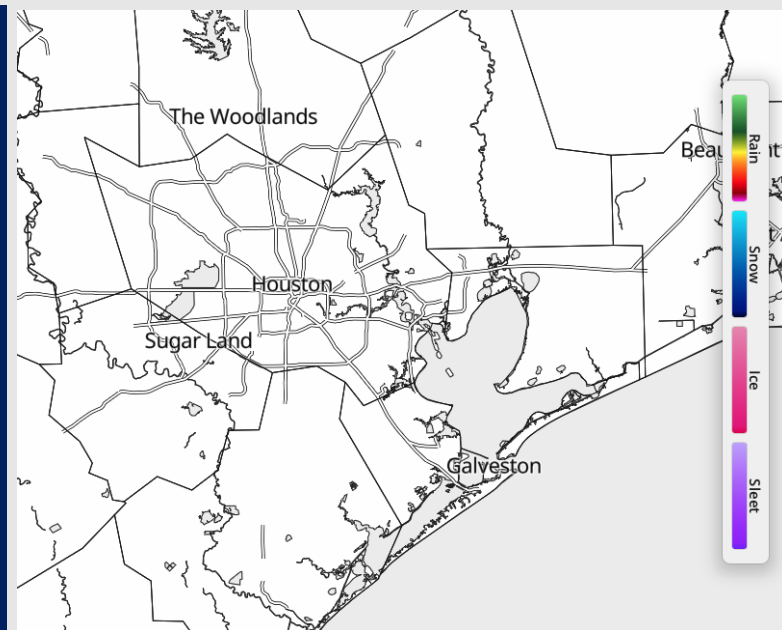 The Woodlands
Houston
Sugar Land
Galveston
Rain
Snow
Ice
Sleet